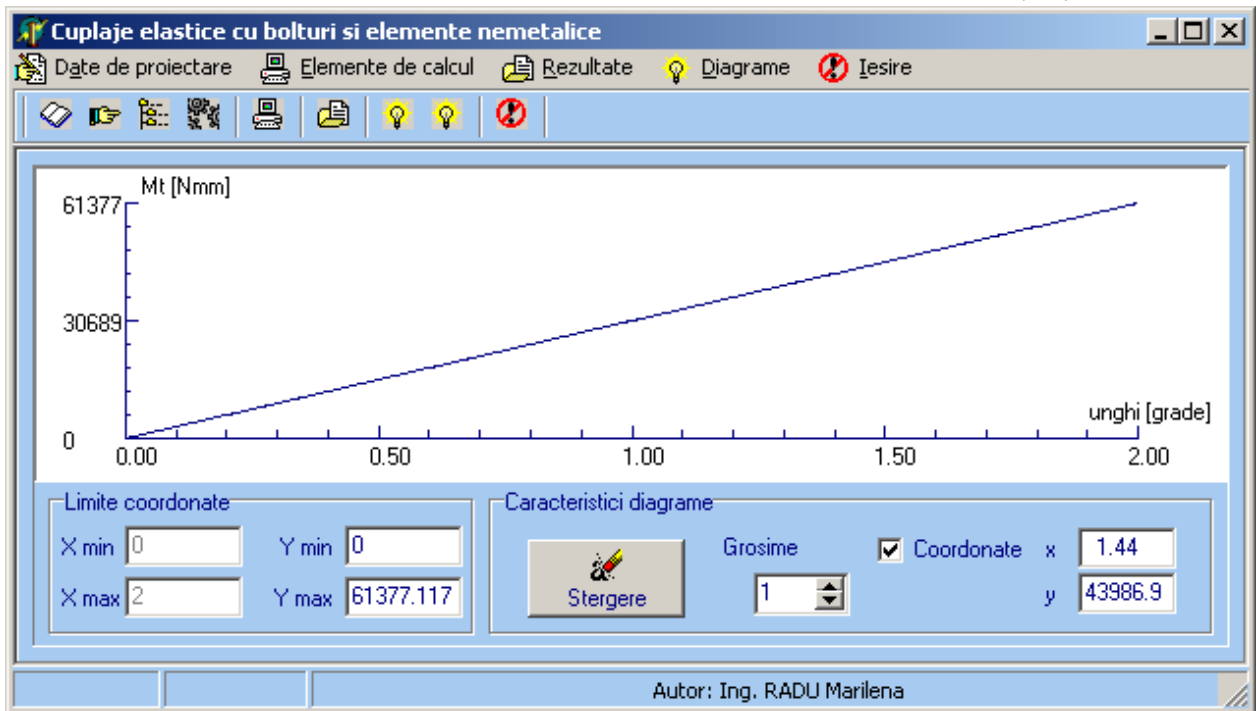 Cuplaje elastice cu bolturi si elemente nemetalice
Date de proiectare Elemente de calcul Rezultate Diagrame Iesire
Mt [Nmm]
61377
30689
unghi [grade]
0
0.00 0.50 1.00 1.50 2.00
Limite coordonate
X min 0 Y min 0
X max 2 Y max 61377.117
Caracteristici diagrame
Stergere
Grosime
1
Coordonate x 1.44
y 43986.9
Autor: Ing. RADU Marilena